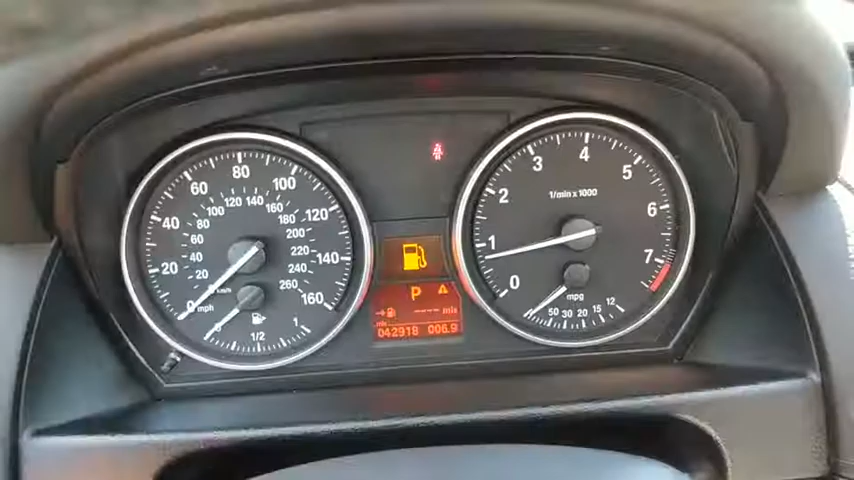 0 20 40 60 80 100 120 140 160
mph
20 40 60 80 100 120 140 160 180 200 220 240 260
km/h
1/2 1
P
---- mi
042918 006.9
0 1 2 3 4 5 6 7
1/min x 1000
mpg
50 30 20 15 12